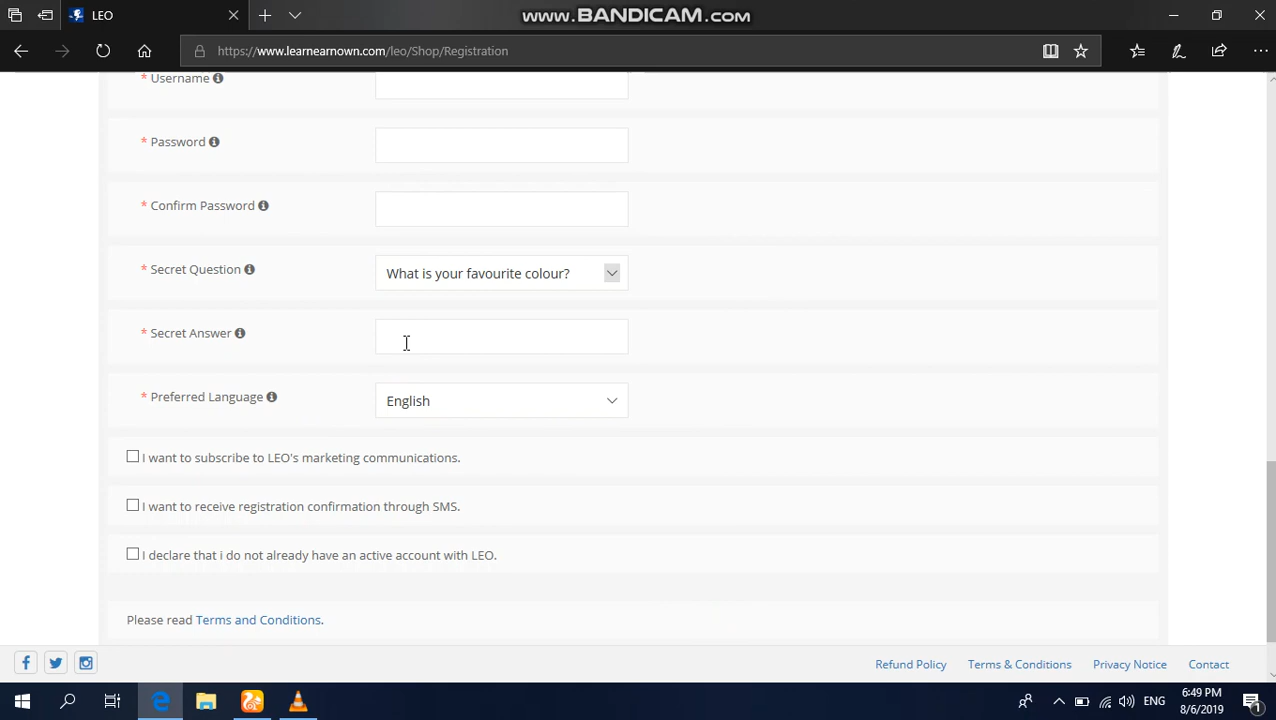 LEO
www.BANDICAM.com
https://www.learnearnown.com/leo/Shop/Registration
* Username
* Password
* Confirm Password
* Secret Question
What is your favourite colour?
* Secret Answer
* Preferred Language
English
I want to subscribe to LEO's marketing communications.
I want to receive registration confirmation through SMS.
I declare that i do not already have an active account with LEO.
Please read Terms and Conditions.
Refund Policy
Terms & Conditions
Privacy Notice
Contact
ENG
6:49 PM
8/6/2019
1